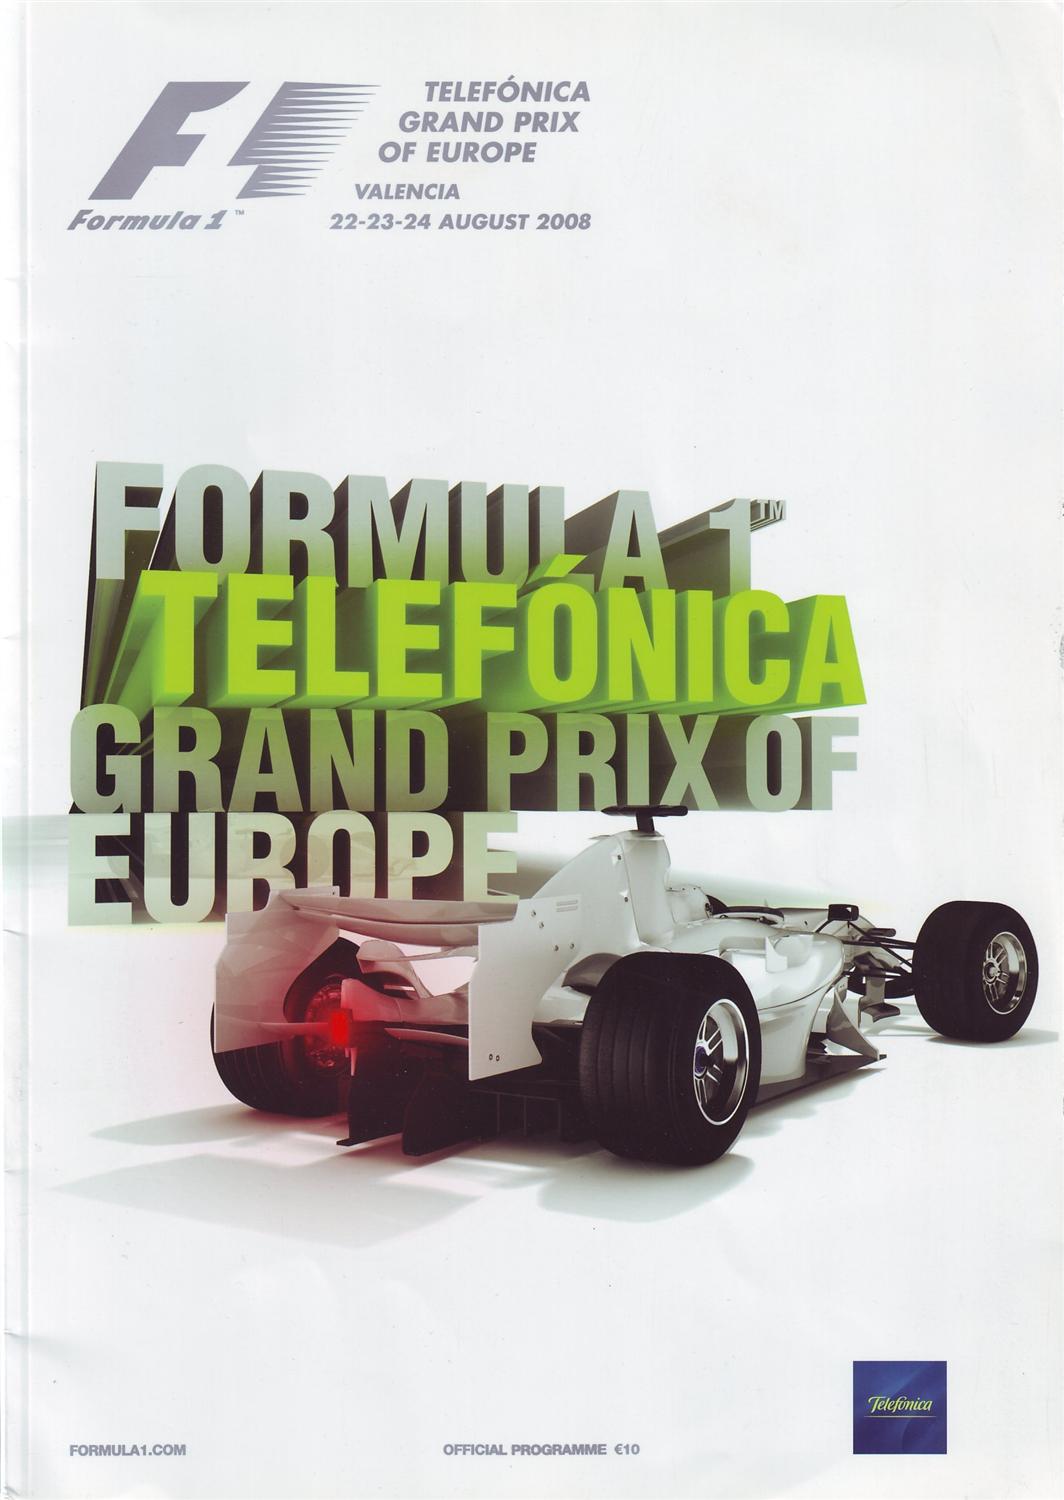 TELEFÓNICA
GRAND PRIX
OF EUROPE
Formula 1™
VALENCIA
22-23-24 AUGUST 2008
FORMULA 1™
TELEFÓNICA
GRAND PRIX OF
EUROPE
Telefónica
FORMULA1.COM
OFFICIAL PROGRAMME €10